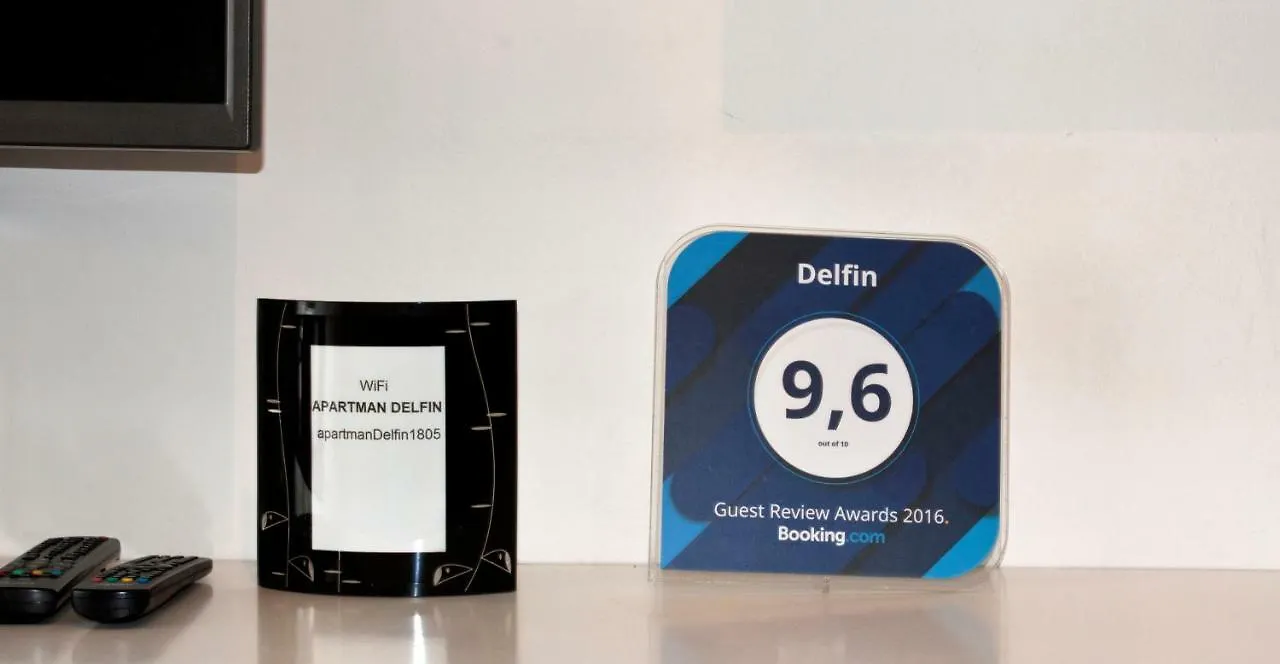 WiFi
APARTMAN DELFIN
apartmanDelfin1805
Delfin
9,6
out of 10
Guest Review Awards 2016.
Booking.com